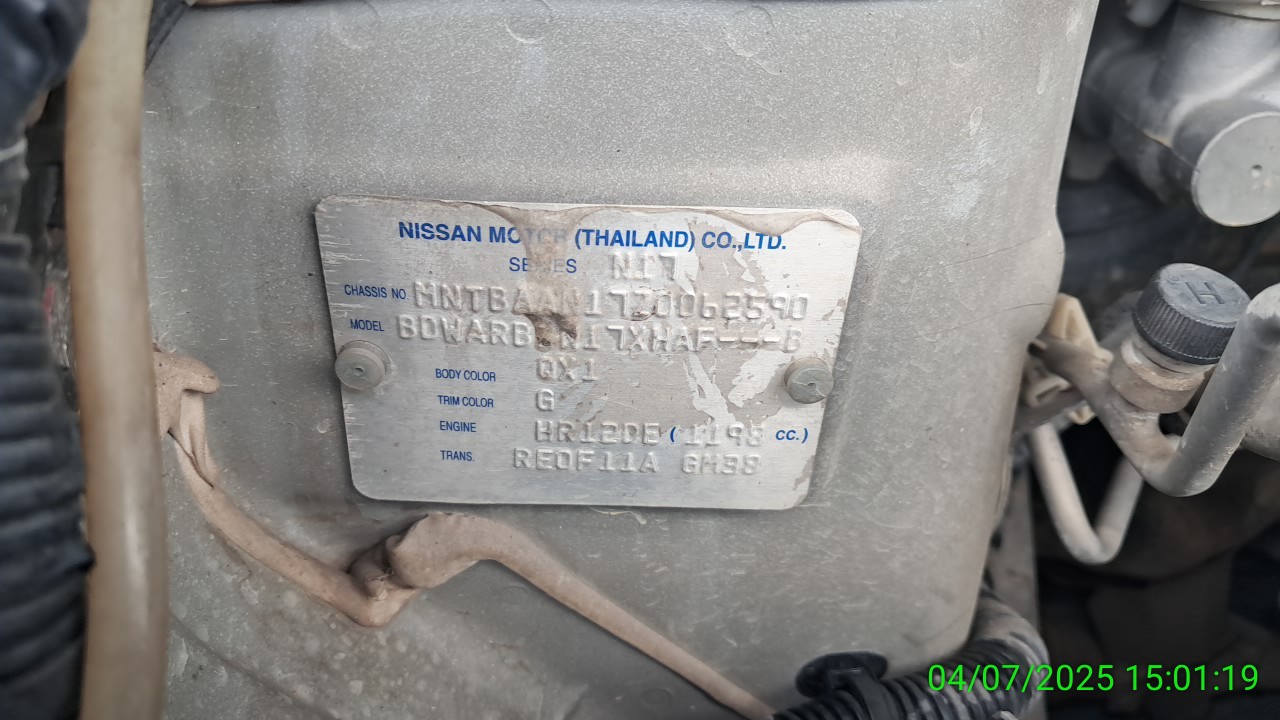 NISSAN MOTOR (THAILAND) CO.,LTD.
SERIES N17
CHASSIS NO MNTBAAN17Z0062590
MODEL BDWARB N17XHAF---B
BODY COLOR QX1
TRIM COLOR G
ENGINE HR12DE ( 1198 CC.)
TRANS. RE0F11A GM38
H
04/07/2025 15:01:19